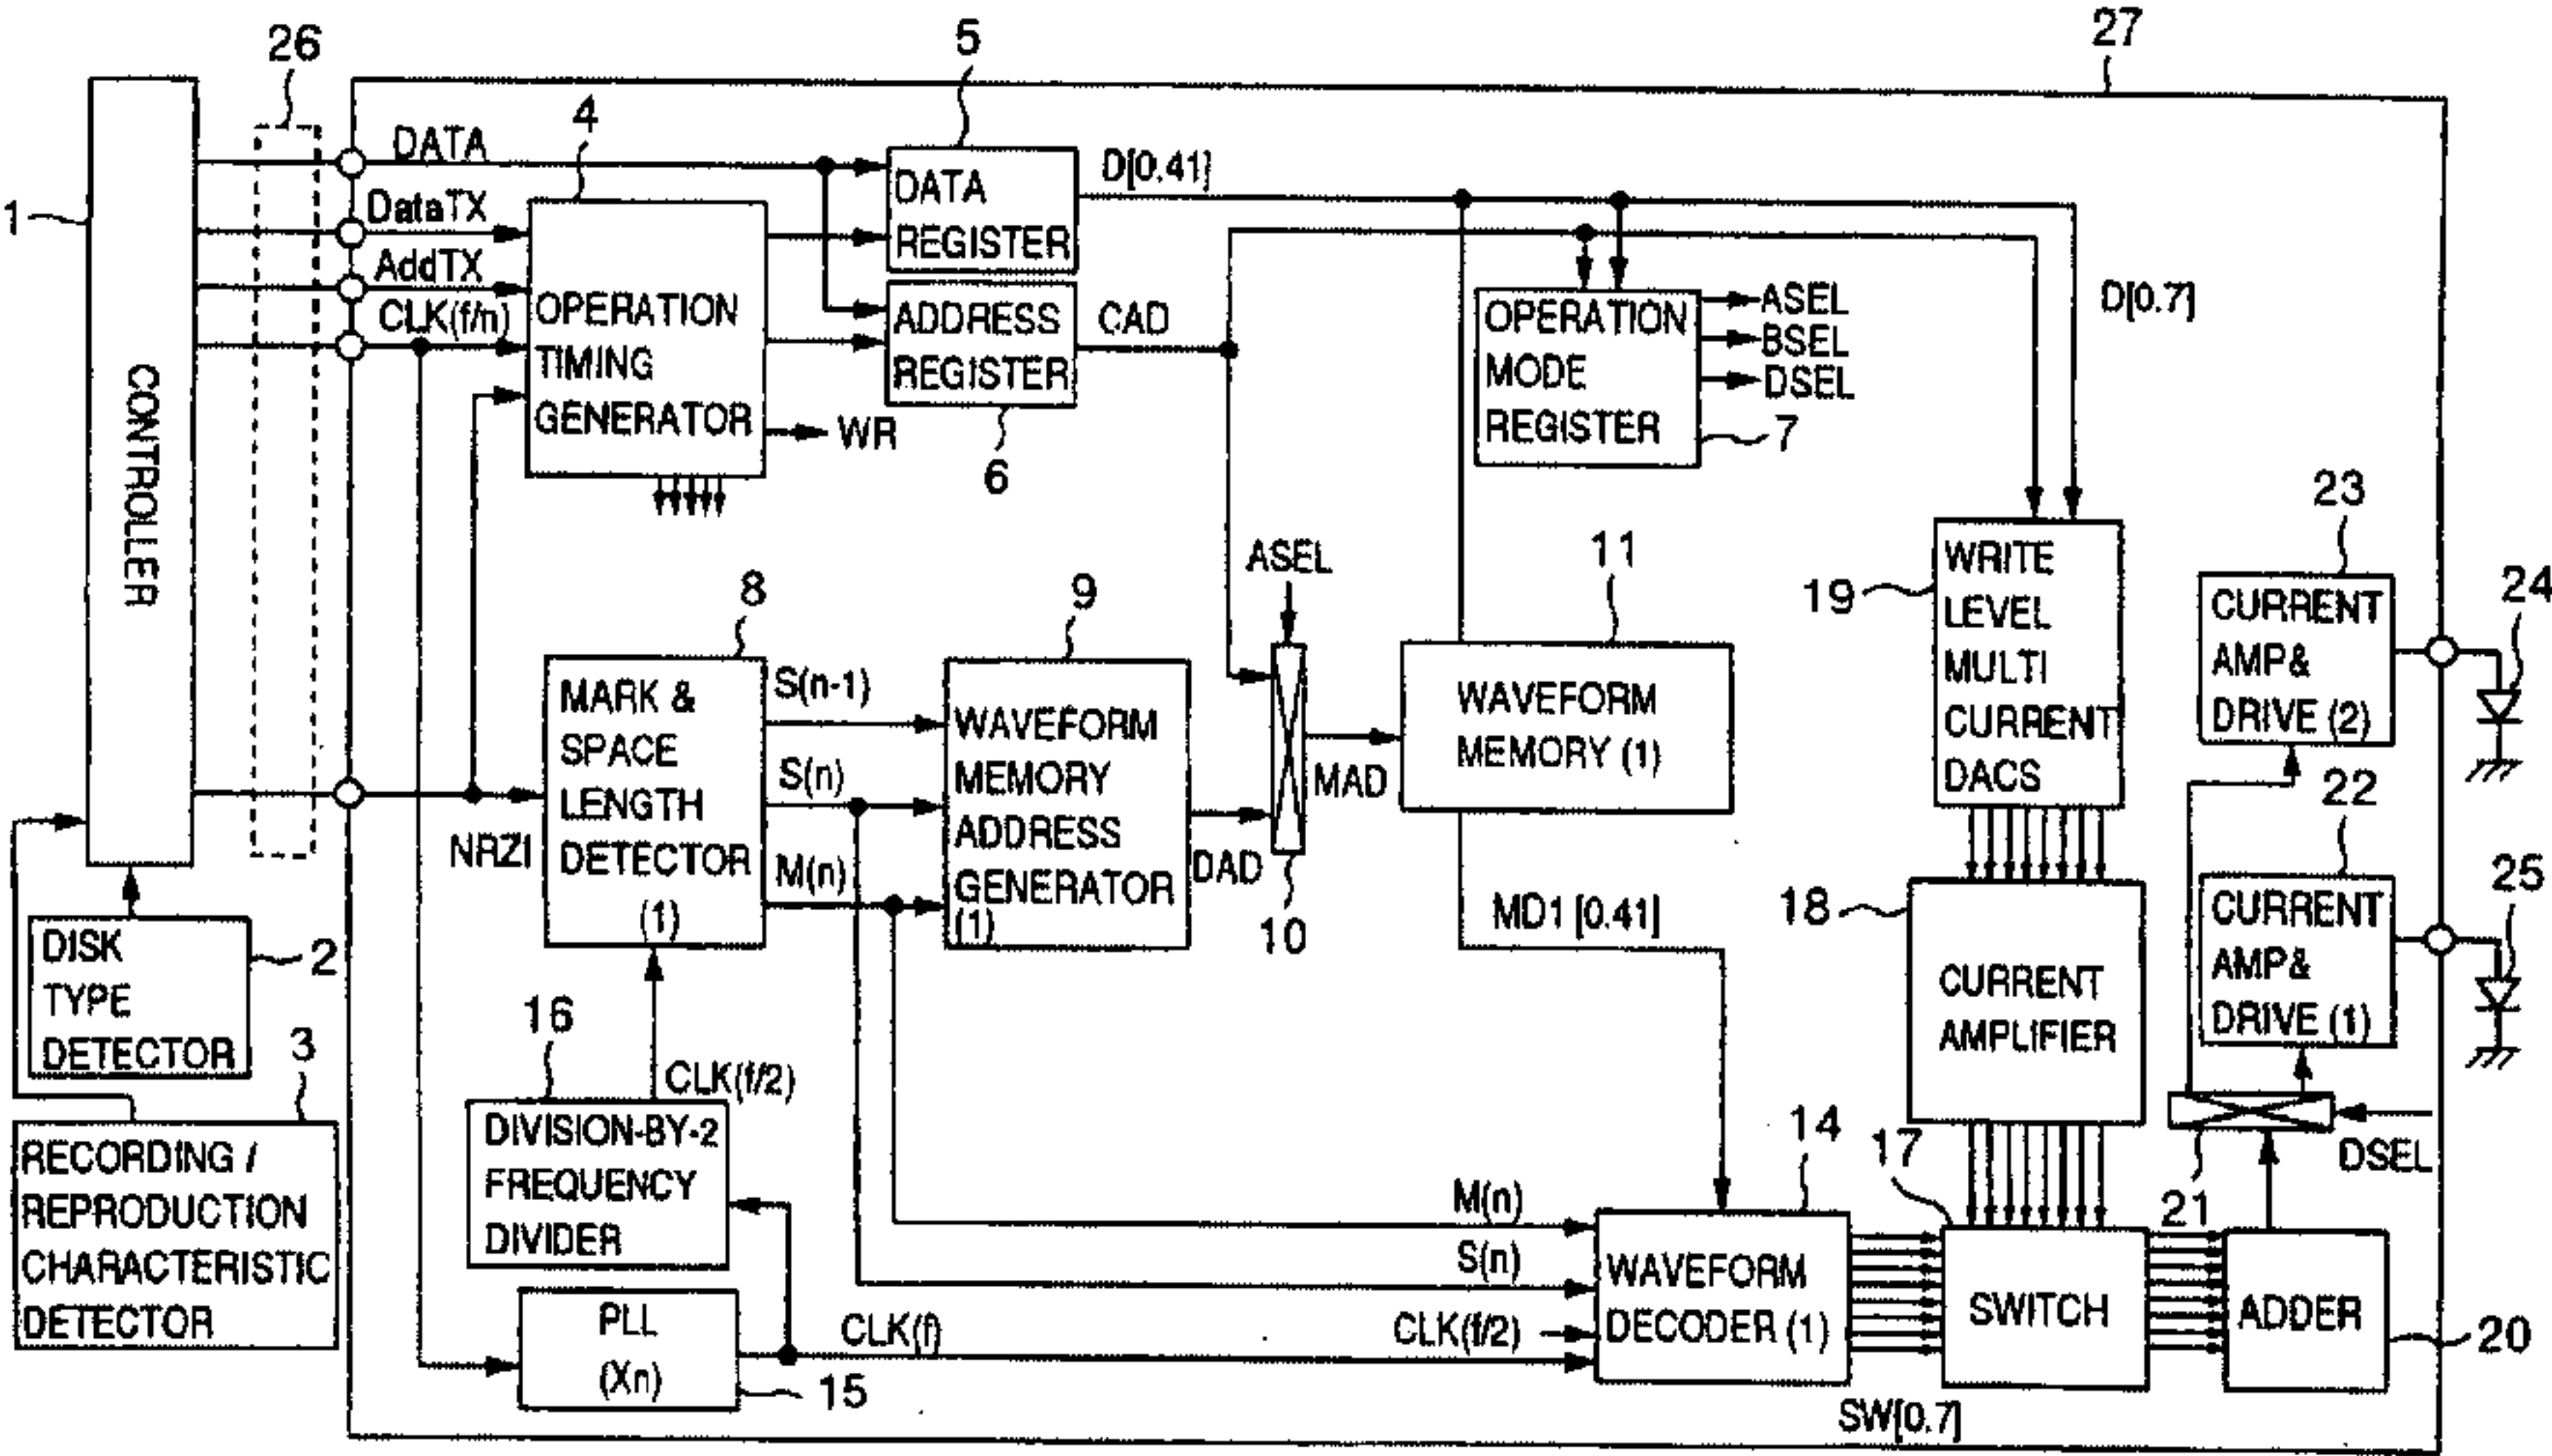 26
5
27
4
1
CONTROLLER
DATA
DataTX
AddTX
CLK(f/n)
OPERATION
TIMING
GENERATOR
WR
DATA
REGISTER
D[0.41]
ADDRESS
REGISTER
CAD
6
OPERATION
MODE
REGISTER
ASEL
BSEL
DSEL
7
D[0.7]
8
MARK &
SPACE
LENGTH
DETECTOR
(1)
NRZI
S(n-1)
S(n)
M(n)
9
WAVEFORM
MEMORY
ADDRESS
GENERATOR
(1)
DAD
ASEL
10
MAD
11
WAVEFORM
MEMORY (1)
MD1 [0.41]
19
WRITE
LEVEL
MULTI
CURRENT
DACS
23
CURRENT
AMP&
DRIVE (2)
24
22
CURRENT
AMP&
DRIVE (1)
25
18
CURRENT
AMPLIFIER
DISK
TYPE
DETECTOR
2
3
RECORDING /
REPRODUCTION
CHARACTERISTIC
DETECTOR
16
CLK(f/2)
DIVISION-BY-2
FREQUENCY
DIVIDER
PLL
(Xn)
15
CLK(f)
M(n)
S(n)
CLK(f/2)
14
WAVEFORM
DECODER (1)
17
SWITCH
SW[0.7]
21
DSEL
ADDER
20